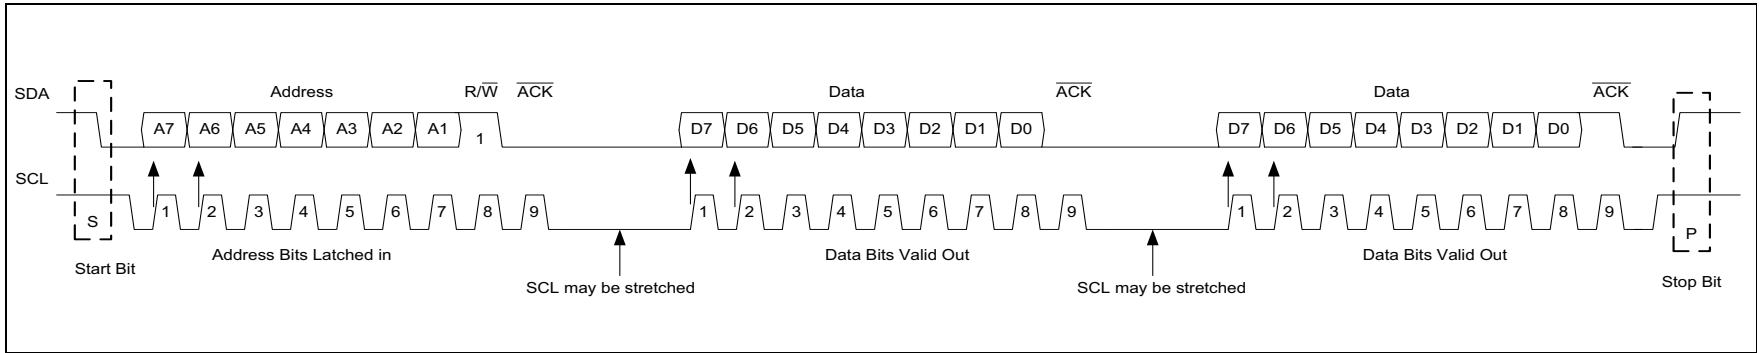 Address R/W ACK Data ACK Data ACK
SDA
A7 A6 A5 A4 A3 A2 A1 1 D7 D6 D5 D4 D3 D2 D1 D0 D7 D6 D5 D4 D3 D2 D1 D0
SCL
S 1 2 3 4 5 6 7 8 9 1 2 3 4 5 6 7 8 9 1 2 3 4 5 6 7 8 9 P
Address Bits Latched in Data Bits Valid Out Data Bits Valid Out
Start Bit Stop Bit
SCL may be stretched SCL may be stretched